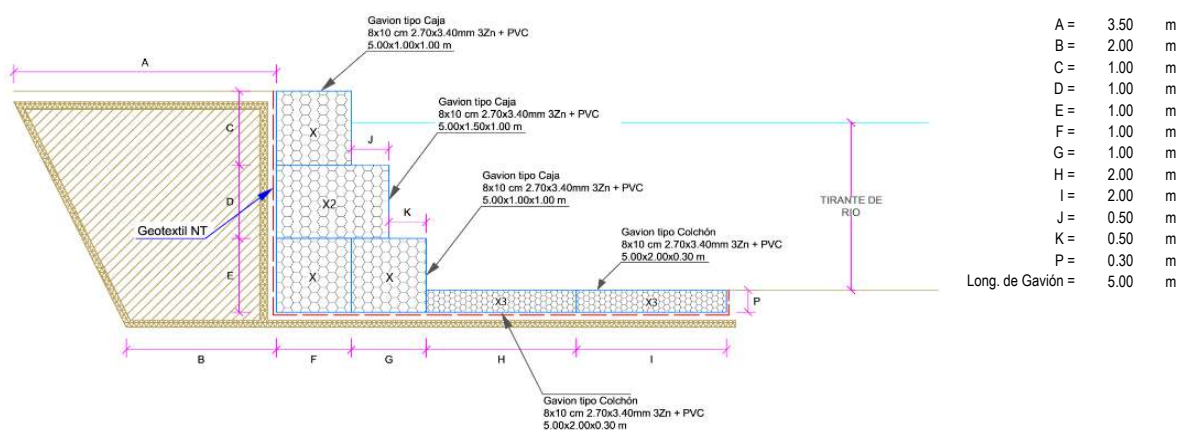 Gavion tipo Caja
8x10 cm 2.70x3.40mm 3Zn + PVC
5.00x1.00x1.00 m
A
C
X
Gavion tipo Caja
8x10 cm 2.70x3.40mm 3Zn + PVC
5.00x1.50x1.00 m
J
D
X2
Gavion tipo Caja
8x10 cm 2.70x3.40mm 3Zn + PVC
5.00x1.00x1.00 m
K
Geotextil NT
TIRANTE DE
RIO
Gavion tipo Colchón
8x10 cm 2.70x3.40mm 3Zn + PVC
5.00x2.00x0.30 m
E
X
X
X3
X3
P
B
F
G
H
I
Gavion tipo Colchón
8x10 cm 2.70x3.40mm 3Zn + PVC
5.00x2.00x0.30 m
A = 3.50 m
B = 2.00 m
C = 1.00 m
D = 1.00 m
E = 1.00 m
F = 1.00 m
G = 1.00 m
H = 2.00 m
I = 2.00 m
J = 0.50 m
K = 0.50 m
P = 0.30 m
Long. de Gavión = 5.00 m